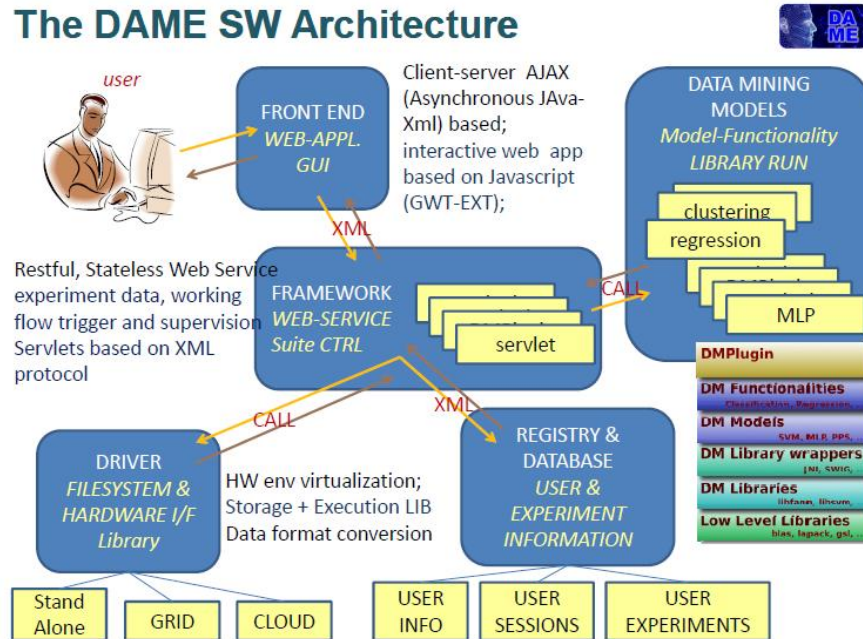 The DAME SW Architecture
DA
ME
user
FRONT END
WEB-APPL.
GUI
Client-server AJAX
(Asynchronous JAva-
Xml) based;
interactive web app
based on Javascript
(GWT-EXT);
DATA MINING
MODELS
Model-Functionality
LIBRARY RUN
clustering
regression
MLP
XML
CALL
Restful, Stateless Web Service
experiment data, working
flow trigger and supervision
Servlets based on XML
protocol
FRAMEWORK
WEB-SERVICE
Suite CTRL
servlet
CALL
XML
DRIVER
FILESYSTEM &
HARDWARE I/F
Library
HW env virtualization;
Storage + Execution LIB
Data format conversion
REGISTRY &
DATABASE
USER &
EXPERIMENT
INFORMATION
DMPlugin
DM Functionalities
Classification, Regression, ..
DM Models
SVM, MLP, PPS, ..
DM Library wrappers
JNI, SWIG, ..
DM Libraries
libfann, libsvm, ..
Low Level Libraries
blas, lapack, gsl, ..
Stand
Alone
GRID
CLOUD
USER
INFO
USER
SESSIONS
USER
EXPERIMENTS